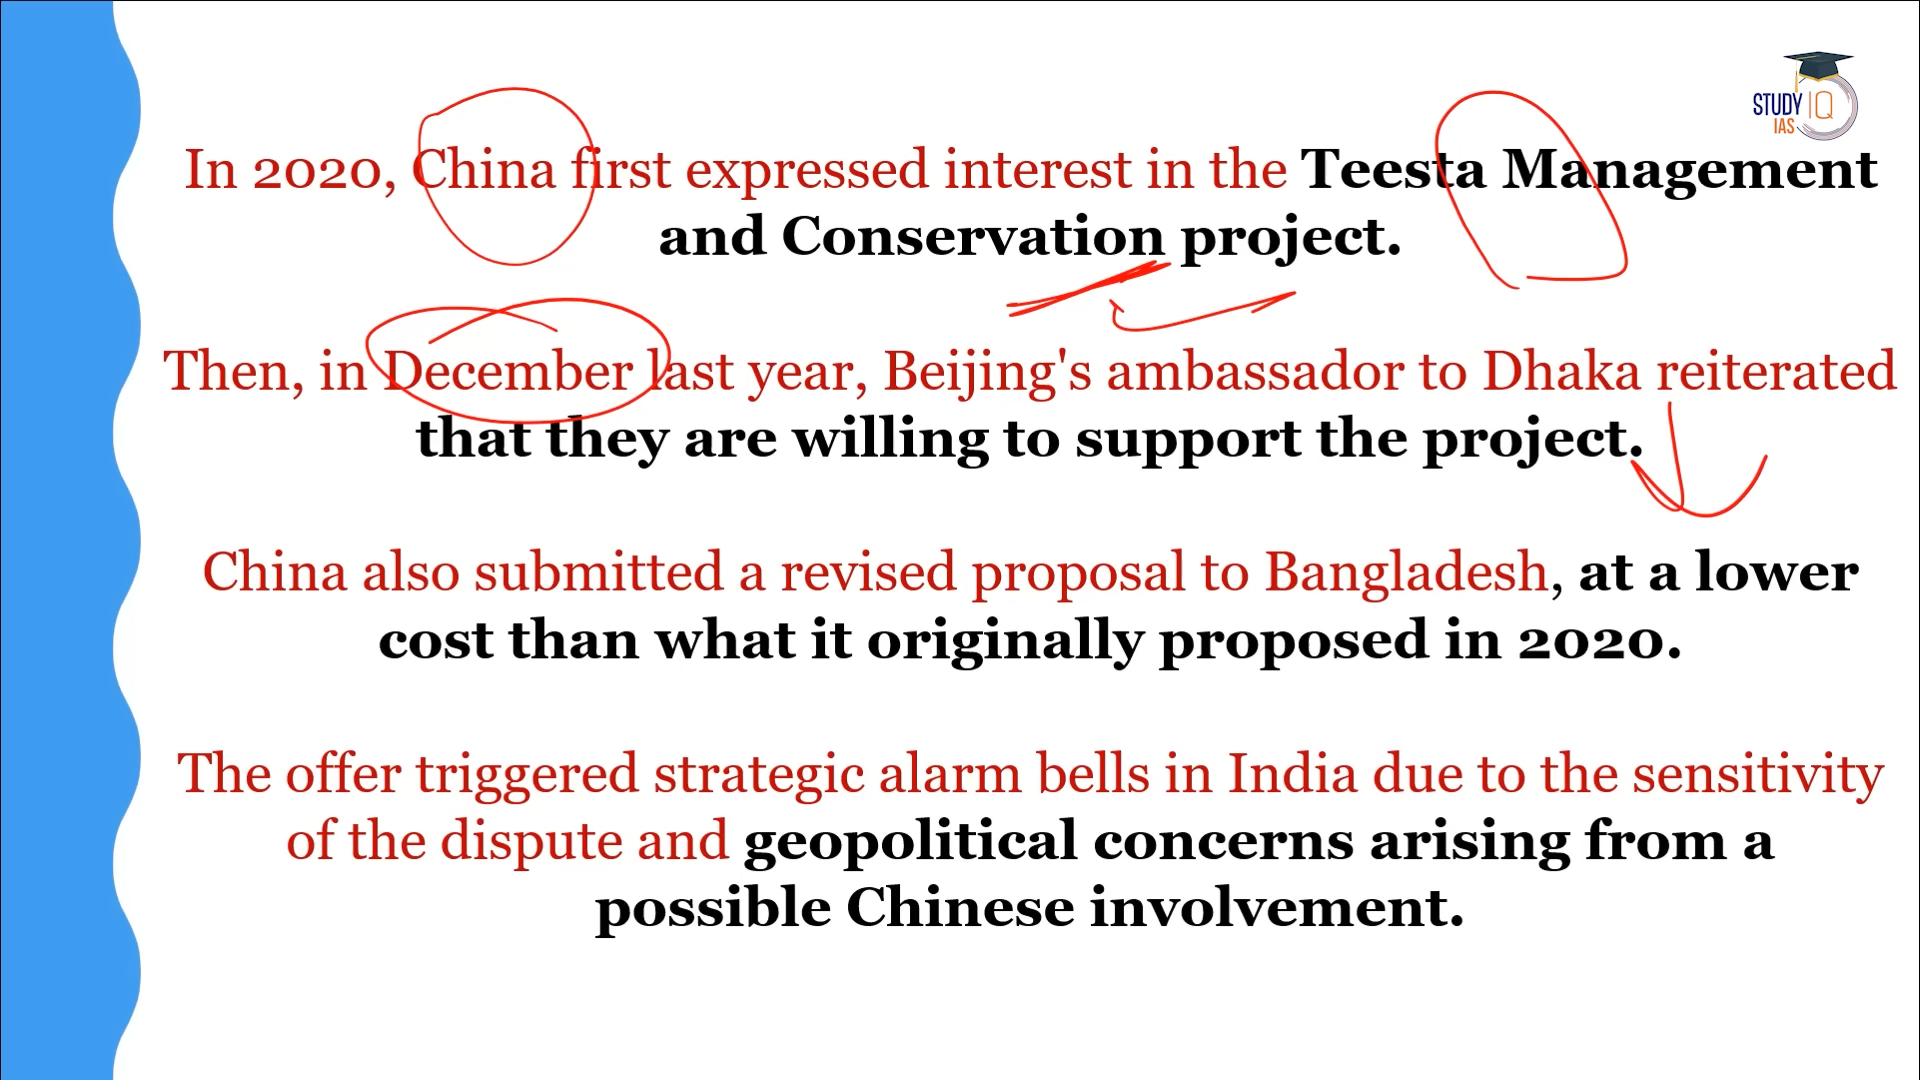 STUDY IQ
IAS
In 2020, China first expressed interest in the Teesta Management
and Conservation project.
Then, in December last year, Beijing's ambassador to Dhaka reiterated
that they are willing to support the project.
China also submitted a revised proposal to Bangladesh, at a lower
cost than what it originally proposed in 2020.
The offer triggered strategic alarm bells in India due to the sensitivity
of the dispute and geopolitical concerns arising from a
possible Chinese involvement.